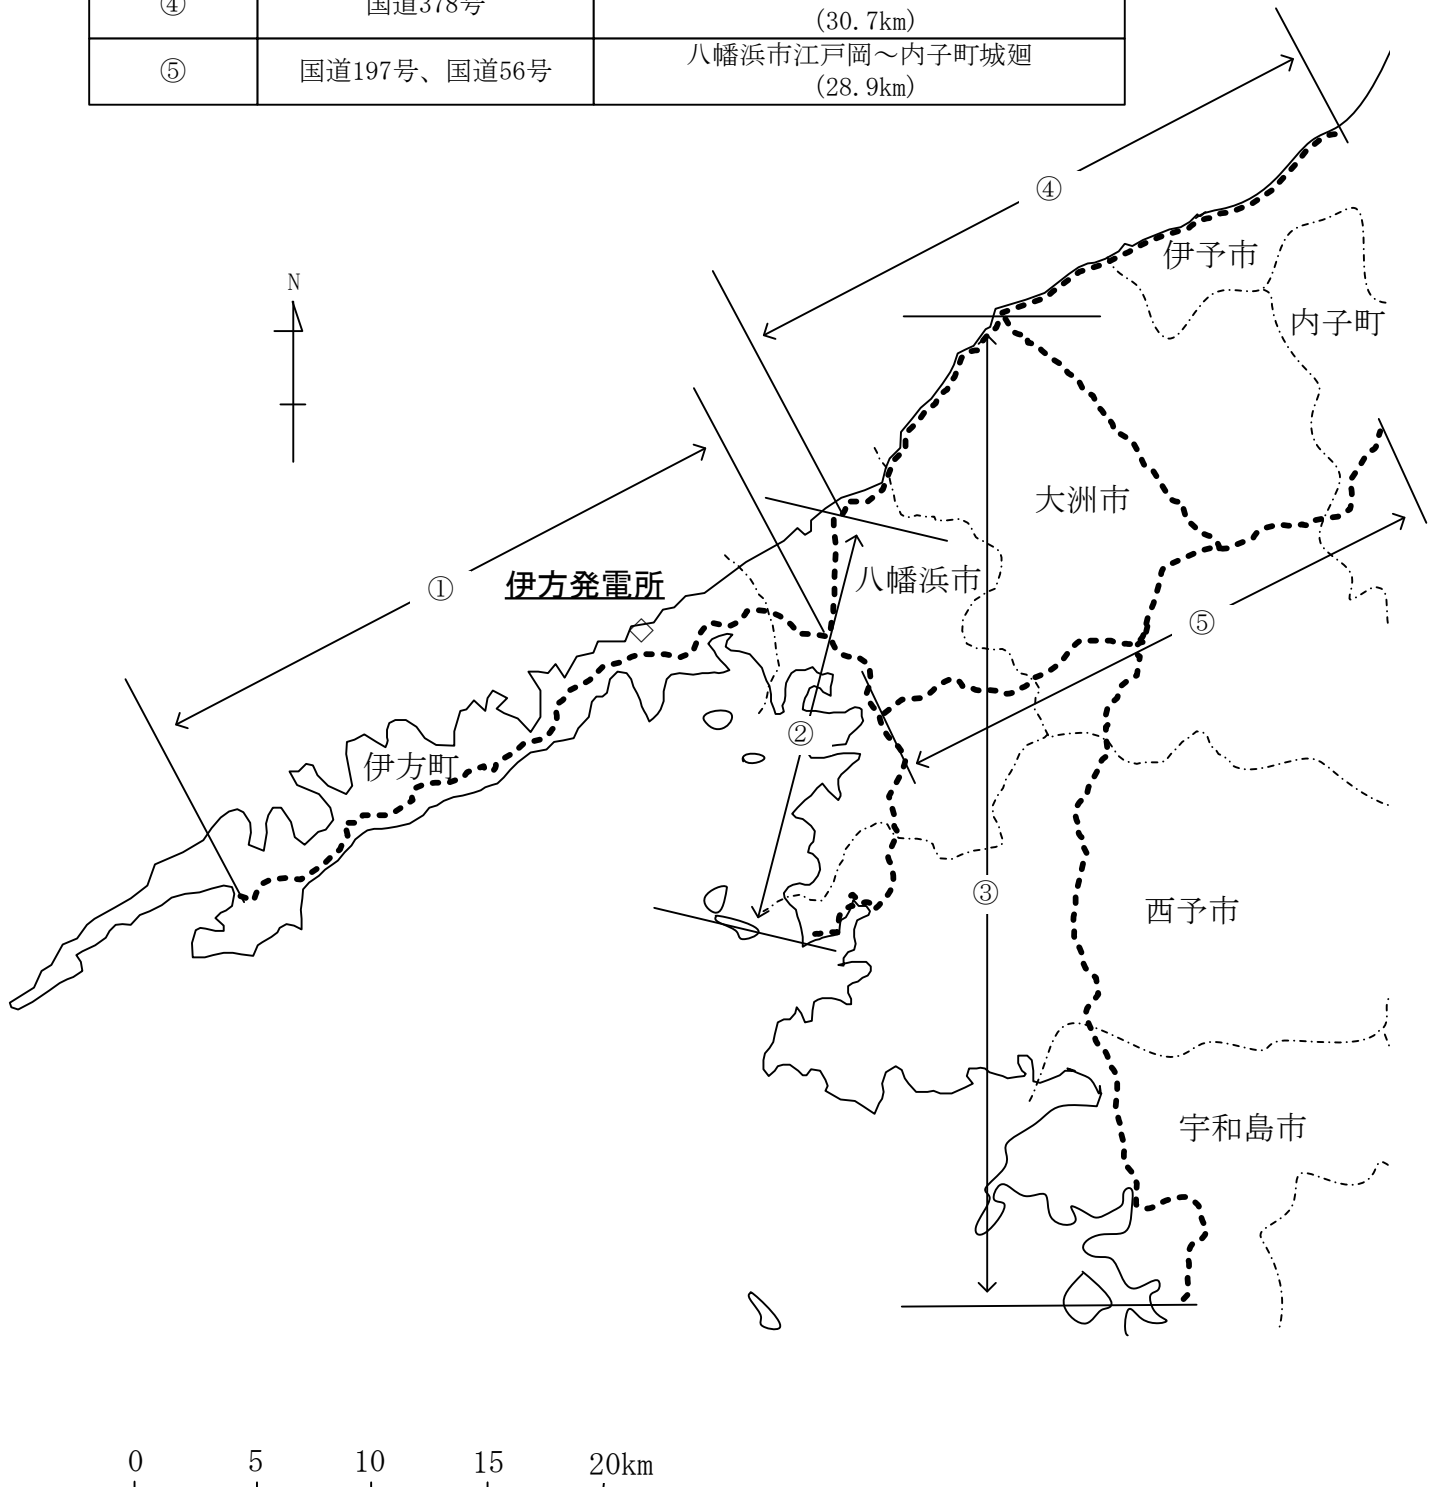 ④ 国道378号
(30.7km)
⑤ 国道197号、国道56号 八幡浜市江戸岡～内子町城廻
(28.9km)
④
伊予市
N
内子町
大洲市
① 伊方発電所 八幡浜市
⑤
②
伊方町
③
西予市
宇和島市
0 5 10 15 20km